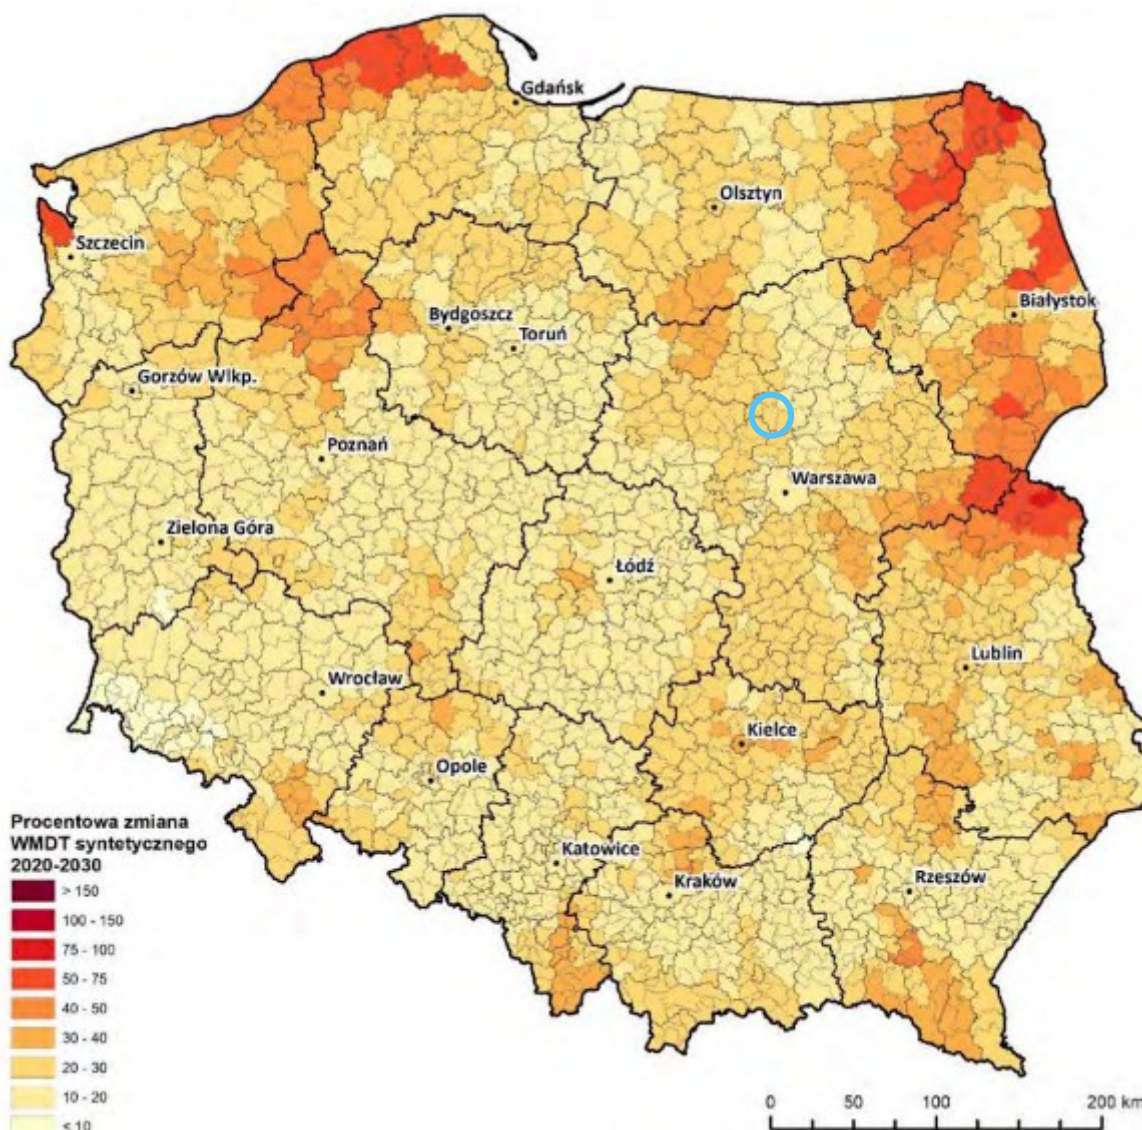 Gdańsk
Olsztyn
Szczecin
Białystok
Bydgoszcz
Toruń
Gorzów Wlkp.
Poznań
Warszawa
Zielona Góra
Łódź
Lublin
Wrocław
Kielce
Opole
Katowice
Kraków
Rzeszów
Procentowa zmiana
WMDT syntetycznego
2020-2030
> 150
100 - 150
75 - 100
50 - 75
40 - 50
30 - 40
20 - 30
10 - 20
< 10
0 50 100 200 km